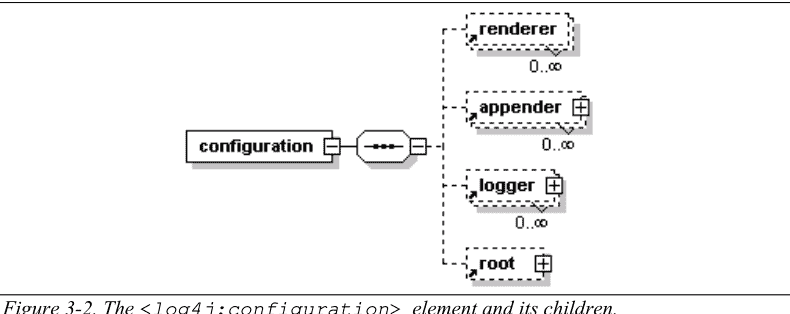 renderer
0..∞
appender
0..∞
configuration
logger
0..∞
root
Figure 3-2. The <log4j:configuration> element and its children.